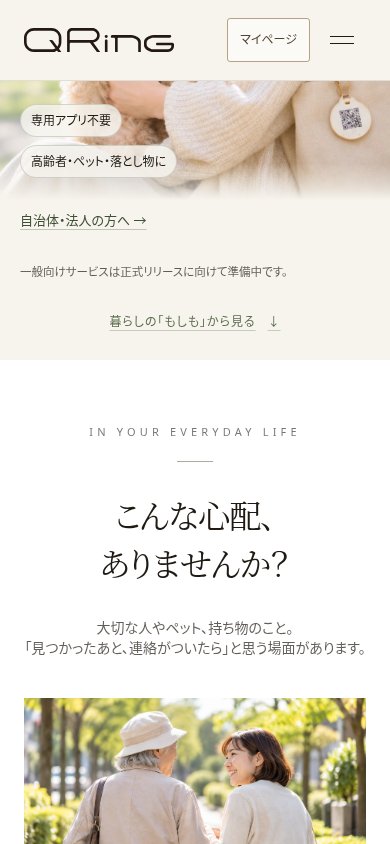 QRing
マイページ
専用アプリ不要
高齢者・ペット・落とし物に
自治体・法人の方へ →
一般向けサービスは正式リリースに向けて準備中です。
暮らしの「もしも」から見る ↓
IN YOUR EVERYDAY LIFE
こんな心配、
ありませんか?
大切な人やペット、持ち物のこと。
「見つかったあと、連絡がついたら」と思う場面があります。